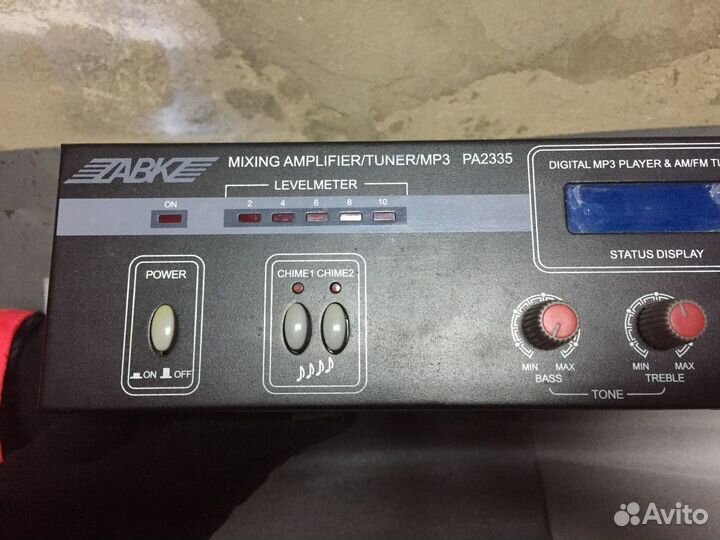 ABK
MIXING AMPLIFIER/TUNER/MP3 PA2335
LEVELMETER
ON
2 4 6 8 10
DIGITAL MP3 PLAYER & AM/FM TU
STATUS DISPLAY
POWER
ON OFF
CHIME1 CHIME2
MIN MAX
BASS
MIN MAX
TREBLE
TONE
Avito